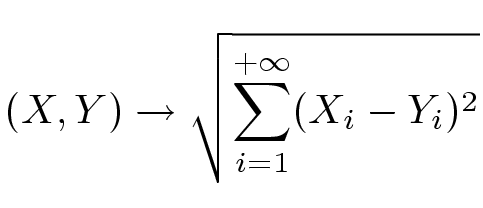 (X, Y) → √∑_{i=1}^{+∞}(X_i − Y_i)²